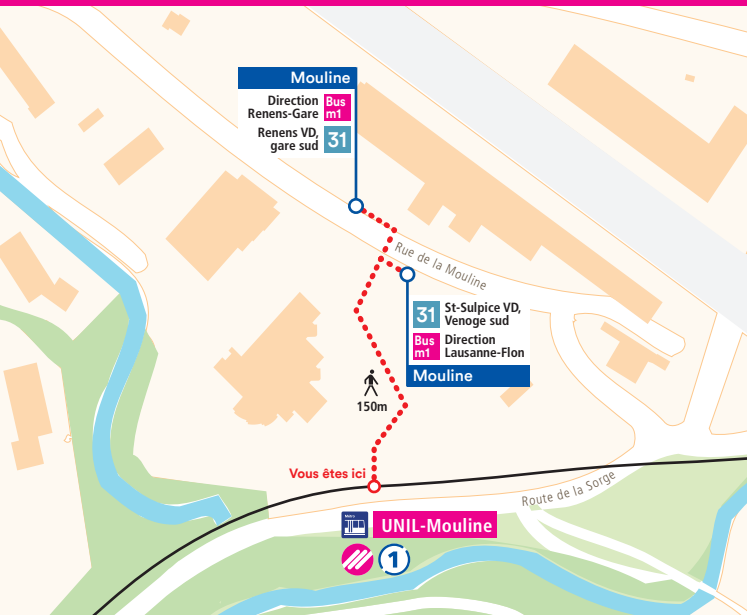 Mouline
Direction
Renens-Gare
Bus
m1
Renens VD,
gare sud
31
Rue de la Mouline
31
St-Sulpice VD,
Venoge sud
Bus
m1
Direction
Lausanne-Flon
Mouline
150m
Vous êtes ici
Route de la Sorge
Métro
UNIL-Mouline
1